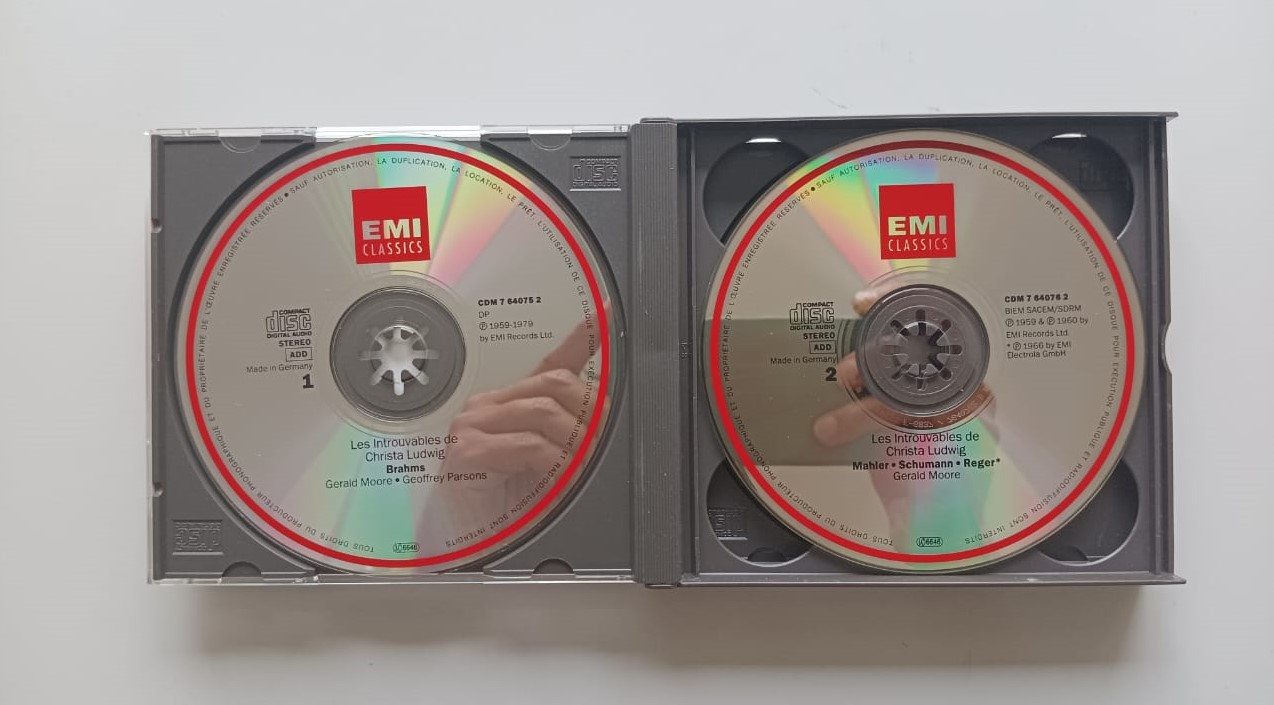 EMI
CLASSICS
COMPACT
disc
DIGITAL AUDIO
STEREO
ADD
Made in Germany
1
CDM 7 64075 2
DP
℗ 1959-1979
by EMI Records Ltd.
Les Introuvables de
Christa Ludwig
Brahms
Gerald Moore • Geoffrey Parsons
TOUS DROITS DU PRODUCTEUR PHONOGRAPHIQUE ET DU PROPRIÉTAIRE DE L'ŒUVRE ENREGISTRÉE RÉSERVÉS • SAUF AUTORISATION, LA DUPLICATION, LA LOCATION, LE PRÊT, L'UTILISATION DE CE DISQUE POUR EXÉCUTION PUBLIQUE ET RADIODIFFUSION SONT INTERDITS
EMI
CLASSICS
COMPACT
disc
DIGITAL AUDIO
STEREO
ADD
Made in Germany
2
CDM 7 64076 2
BIEM SACEM/SDRM
℗ 1959 & ℗ 1960 by
EMI Records Ltd.
* ℗ 1966 by EMI
Electrola GmbH
Les Introuvables de
Christa Ludwig
Mahler • Schumann • Reger*
Gerald Moore
TOUS DROITS DU PRODUCTEUR PHONOGRAPHIQUE ET DU PROPRIÉTAIRE DE L'ŒUVRE ENREGISTRÉE RÉSERVÉS • SAUF AUTORISATION, LA DUPLICATION, LA LOCATION, LE PRÊT, L'UTILISATION DE CE DISQUE POUR EXÉCUTION PUBLIQUE ET RADIODIFFUSION SONT INTERDITS